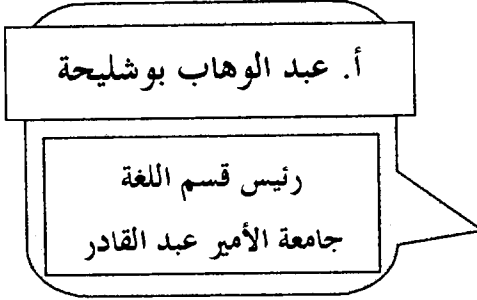 أ. عبد الوهاب بوشليحة
رئيس قسم اللغة
جامعة الأمير عبد القادر